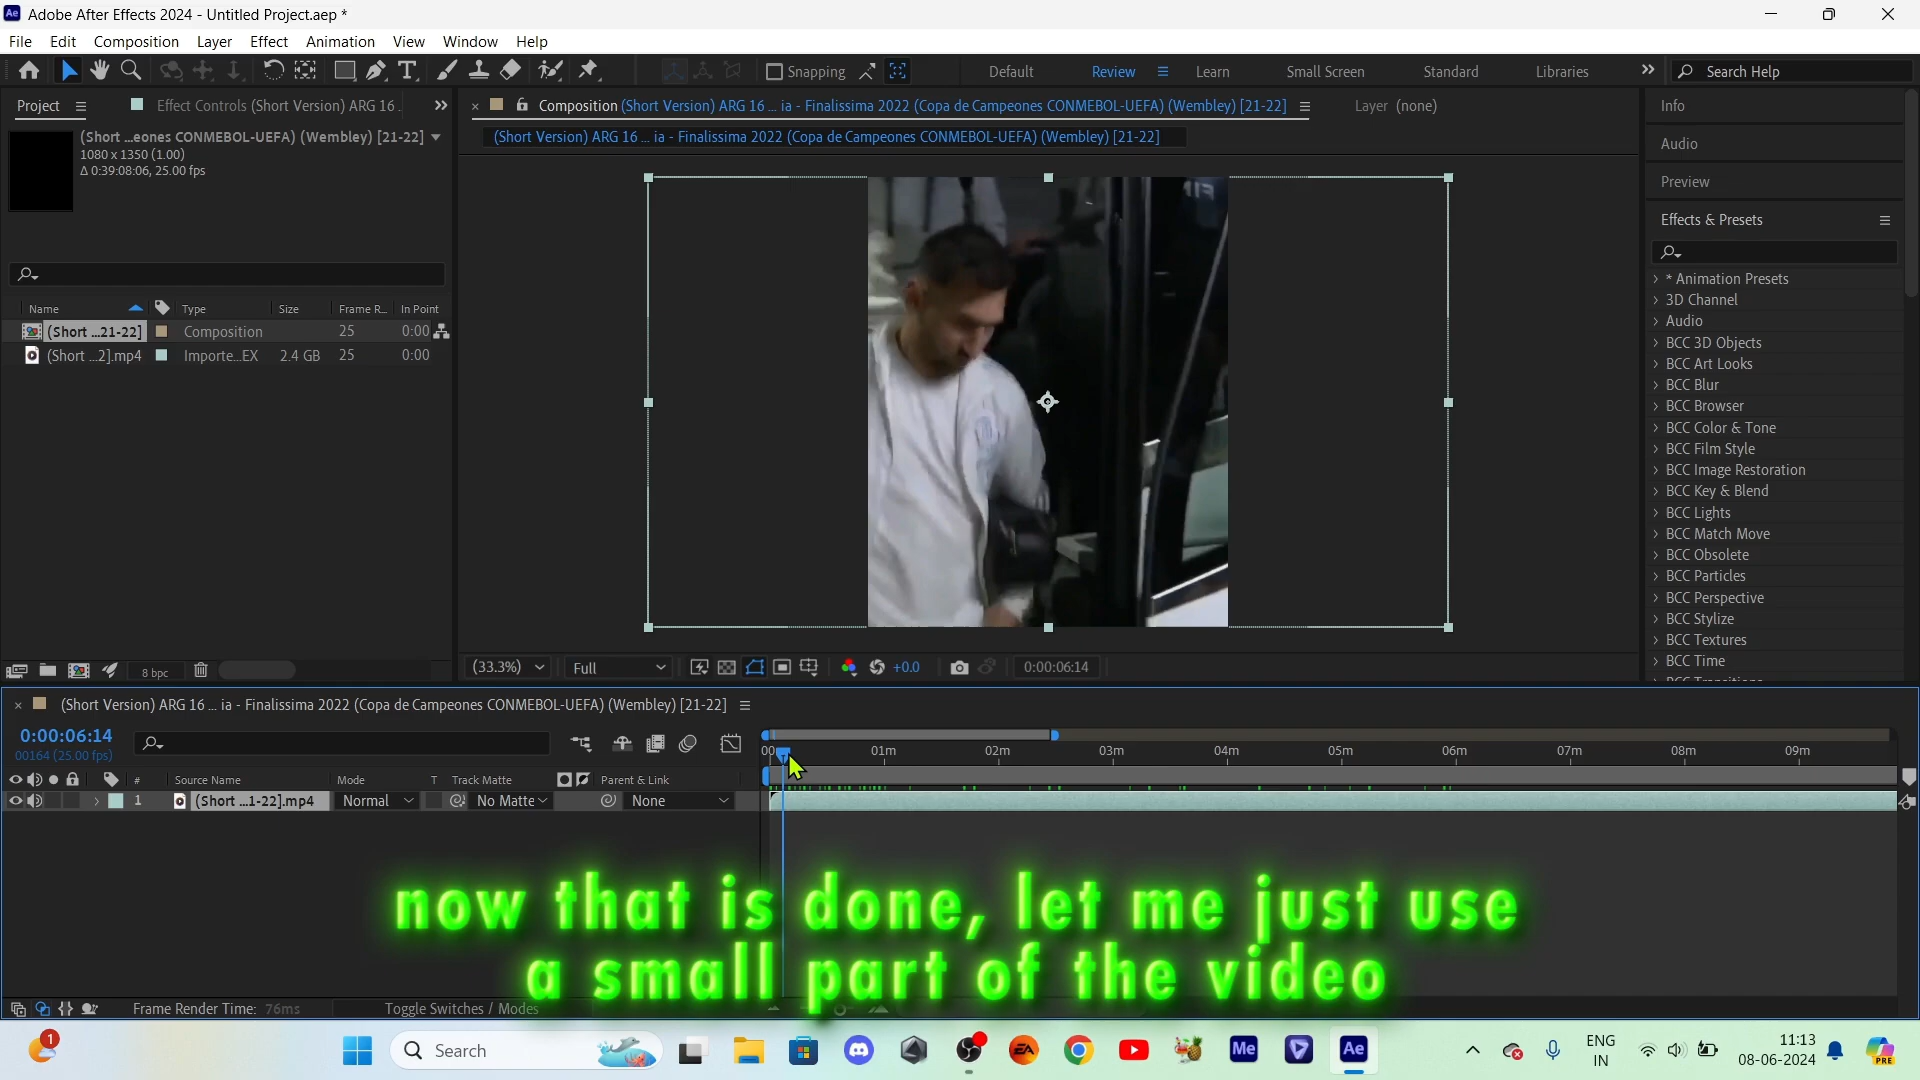 Ae Adobe After Effects 2024 - Untitled Project.aep *
File Edit Composition Layer Effect Animation View Window Help
Snapping Default Review Learn Small Screen Standard Libraries Search Help
Project Effect Controls (Short Version) ARG 16 .
(Short ...eones CONMEBOL-UEFA) (Wembley) [21-22]
1080 x 1350 (1.00)
Δ 0:39:08:06, 25.00 fps
Name Type Size Frame R... In Point
(Short ...21-22] Composition 25 0:00
(Short ...2].mp4 Importe...EX 2.4 GB 25 0:00
8 bpc
Composition (Short Version) ARG 16 ... ia - Finalissima 2022 (Copa de Campeones CONMEBOL-UEFA) (Wembley) [21-22] Layer (none)
(Short Version) ARG 16 ... ia - Finalissima 2022 (Copa de Campeones CONMEBOL-UEFA) (Wembley) [21-22]
(33.3%) Full +0.0 0:00:06:14
Info
Audio
Preview
Effects & Presets
* Animation Presets
3D Channel
Audio
BCC 3D Objects
BCC Art Looks
BCC Blur
BCC Browser
BCC Color & Tone
BCC Film Style
BCC Image Restoration
BCC Key & Blend
BCC Lights
BCC Match Move
BCC Obsolete
BCC Particles
BCC Perspective
BCC Stylize
BCC Textures
BCC Time
(Short Version) ARG 16 ... ia - Finalissima 2022 (Copa de Campeones CONMEBOL-UEFA) (Wembley) [21-22]
0:00:06:14
00164 (25.00 fps)
01m 02m 03m 04m 05m 06m 07m 08m 09m
# Source Name Mode T Track Matte Parent & Link
1 (Short ...1-22].mp4 Normal No Matte None
now that is done, let me just use
a small part of the video
Frame Render Time: 76ms Toggle Switches / Modes
1 Search EA Me Ae ENG
IN 11:13
08-06-2024 PRE